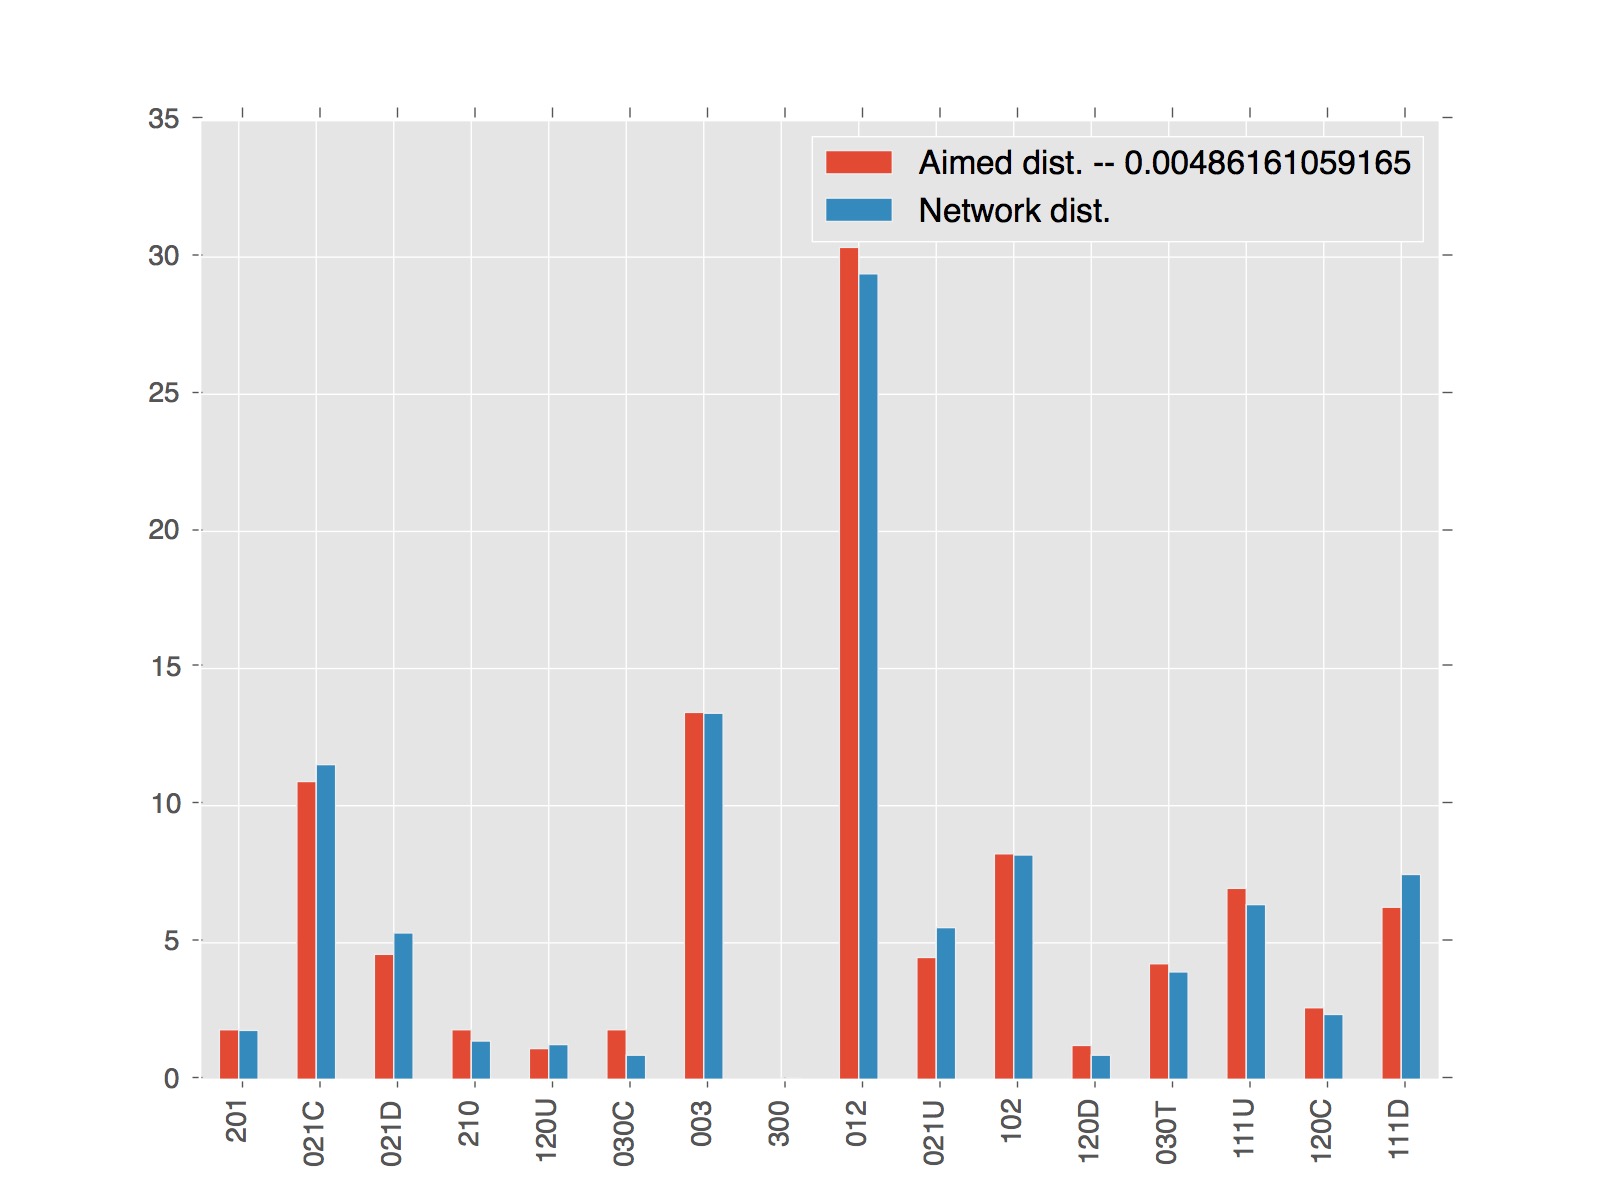 35
30
25
20
15
10
5
0
Aimed dist. -- 0.00486161059165
Network dist.
201
021C
021D
210
120U
030C
003
300
012
021U
102
120D
030T
111U
120C
111D